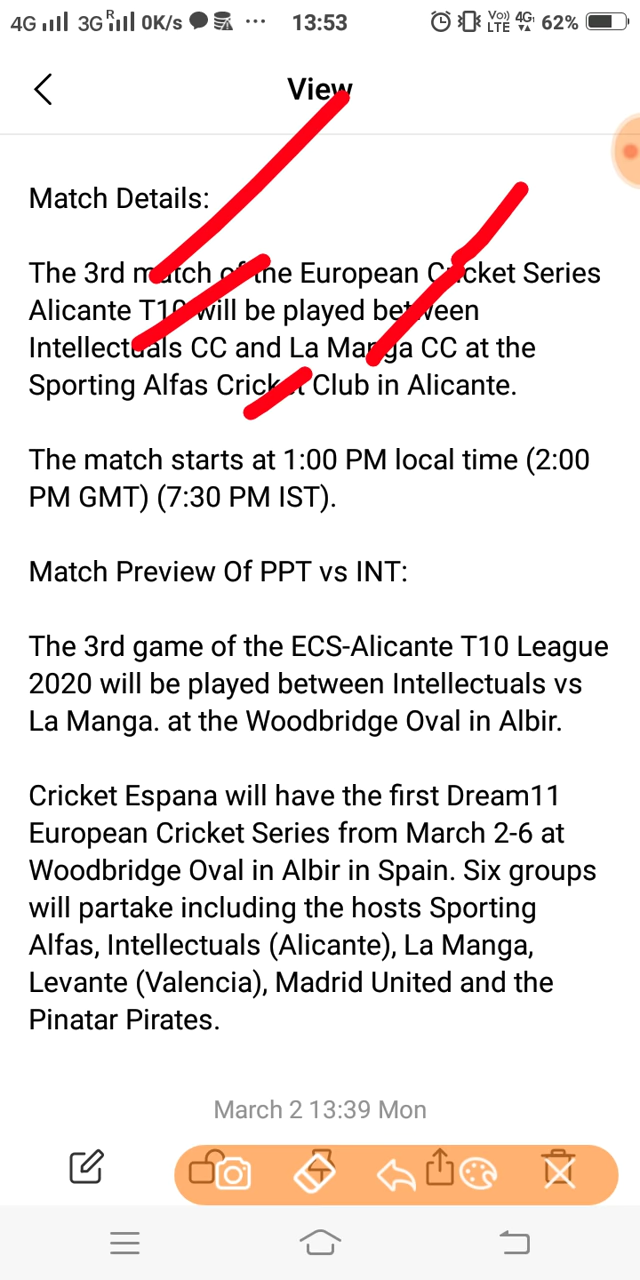 4G 3G R 0K/s ... 13:53 Vo)) LTE 4G 62%
View
Match Details:
The 3rd match of the European Cricket Series
Alicante T10 will be played between
Intellectuals CC and La Manga CC at the
Sporting Alfas Cricket Club in Alicante.
The match starts at 1:00 PM local time (2:00
PM GMT) (7:30 PM IST).
Match Preview Of PPT vs INT:
The 3rd game of the ECS-Alicante T10 League
2020 will be played between Intellectuals vs
La Manga. at the Woodbridge Oval in Albir.
Cricket Espana will have the first Dream11
European Cricket Series from March 2-6 at
Woodbridge Oval in Albir in Spain. Six groups
will partake including the hosts Sporting
Alfas, Intellectuals (Alicante), La Manga,
Levante (Valencia), Madrid United and the
Pinatar Pirates.
March 2 13:39 Mon